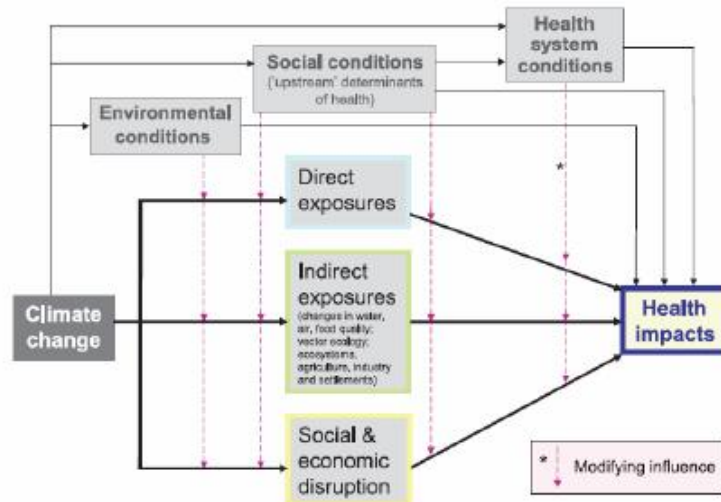 Health
system
conditions
Social conditions
('upstream' determinants
of health)
Environmental
conditions
*
Direct
exposures
Indirect
exposures
(changes in water,
air, food quality;
vector ecology;
ecosystems,
agriculture, industry
and settlements)
Climate
change
Health
impacts
Social &
economic
disruption
* Modifying influence